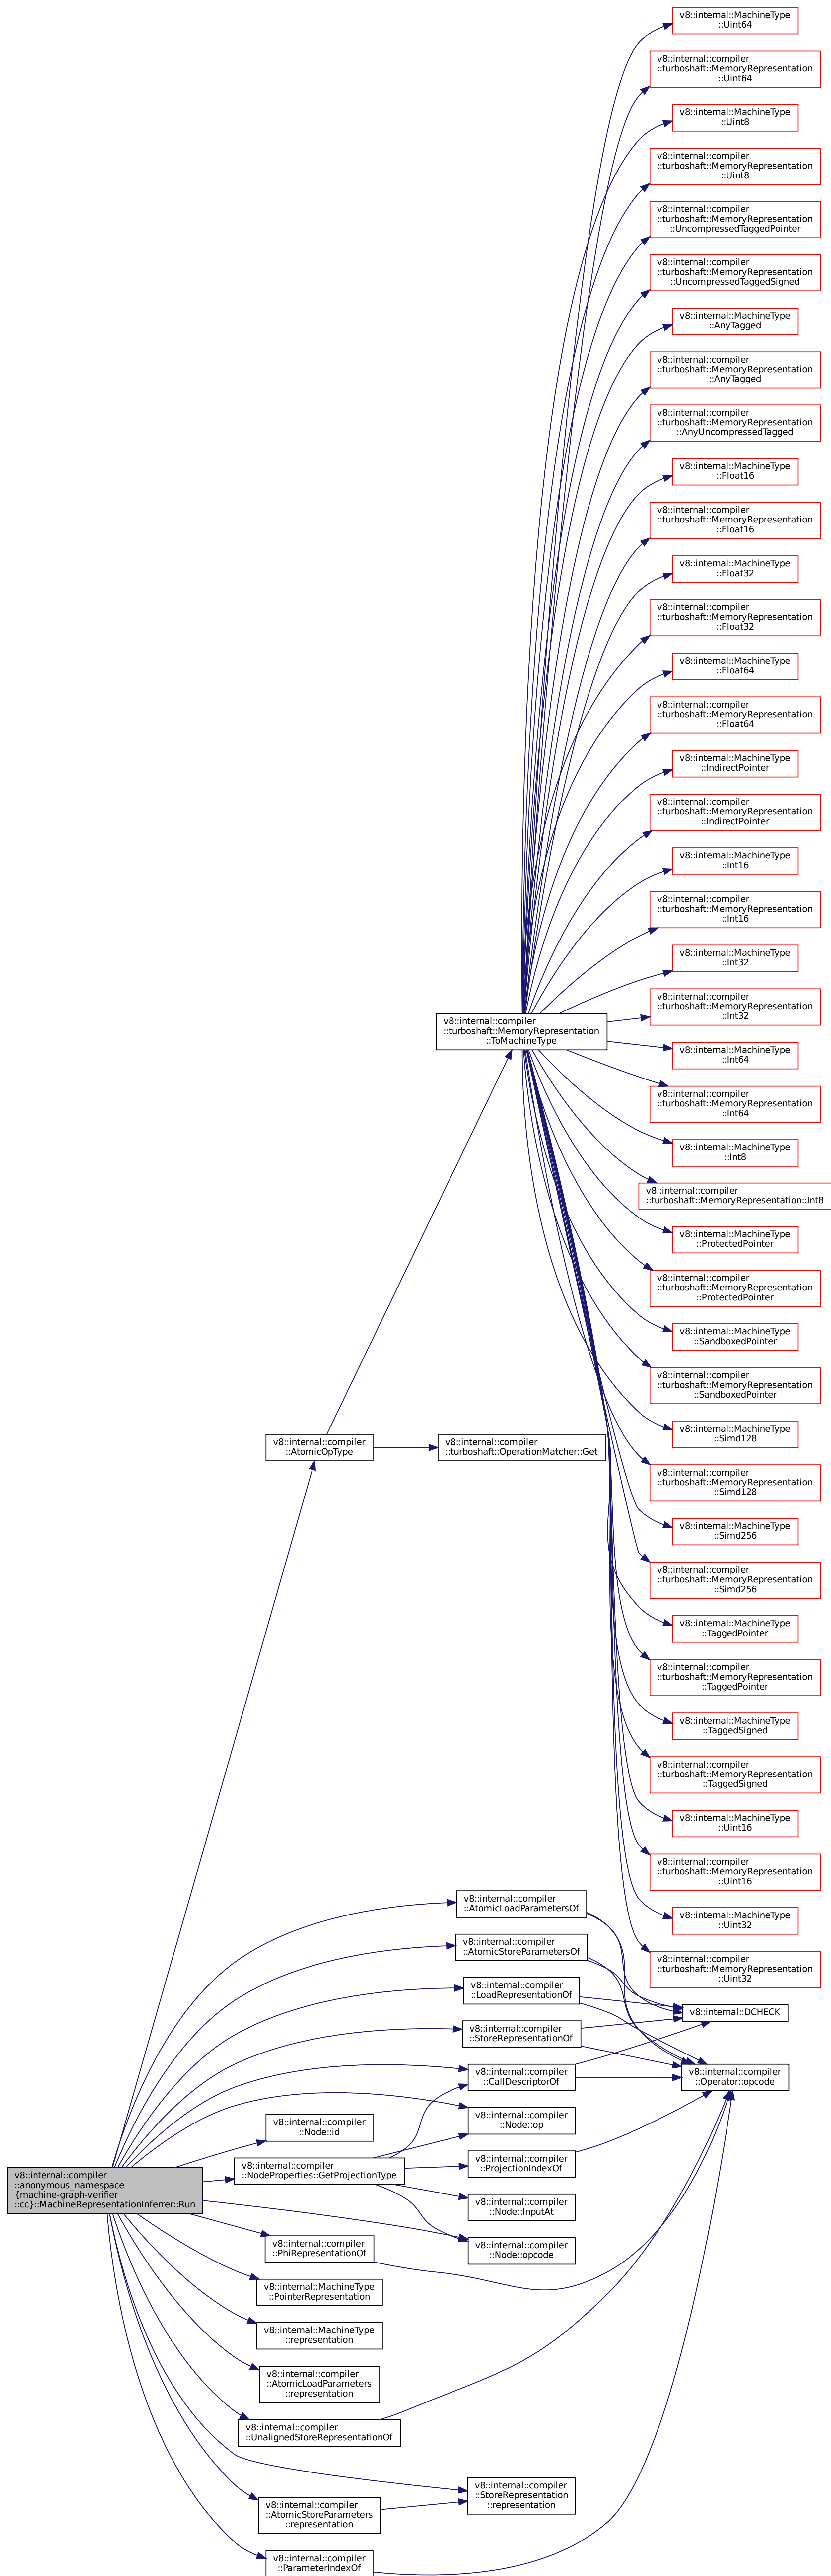 v8::internal::MachineType
::Uint64
v8::internal::compiler
::turboshaft::MemoryRepresentation
::Uint64
v8::internal::MachineType
::Uint8
v8::internal::compiler
::turboshaft::MemoryRepresentation
::Uint8
v8::internal::compiler
::turboshaft::MemoryRepresentation
::UncompressedTaggedPointer
v8::internal::compiler
::turboshaft::MemoryRepresentation
::UncompressedTaggedSigned
v8::internal::MachineType
::AnyTagged
v8::internal::compiler
::turboshaft::MemoryRepresentation
::AnyTagged
v8::internal::compiler
::turboshaft::MemoryRepresentation
::AnyUncompressedTagged
v8::internal::MachineType
::Float16
v8::internal::compiler
::turboshaft::MemoryRepresentation
::Float16
v8::internal::MachineType
::Float32
v8::internal::compiler
::turboshaft::MemoryRepresentation
::Float32
v8::internal::MachineType
::Float64
v8::internal::compiler
::turboshaft::MemoryRepresentation
::Float64
v8::internal::MachineType
::IndirectPointer
v8::internal::compiler
::turboshaft::MemoryRepresentation
::IndirectPointer
v8::internal::MachineType
::Int16
v8::internal::compiler
::turboshaft::MemoryRepresentation
::Int16
v8::internal::MachineType
::Int32
v8::internal::compiler
::turboshaft::MemoryRepresentation
::Int32
v8::internal::compiler
::turboshaft::MemoryRepresentation
::ToMachineType
v8::internal::MachineType
::Int64
v8::internal::compiler
::turboshaft::MemoryRepresentation
::Int64
v8::internal::MachineType
::Int8
v8::internal::compiler
::turboshaft::MemoryRepresentation::Int8
v8::internal::MachineType
::ProtectedPointer
v8::internal::compiler
::turboshaft::MemoryRepresentation
::ProtectedPointer
v8::internal::MachineType
::SandboxedPointer
v8::internal::compiler
::turboshaft::MemoryRepresentation
::SandboxedPointer
v8::internal::MachineType
::Simd128
v8::internal::compiler
::AtomicOpType
v8::internal::compiler
::turboshaft::OperationMatcher::Get
v8::internal::compiler
::turboshaft::MemoryRepresentation
::Simd128
v8::internal::MachineType
::Simd256
v8::internal::compiler
::turboshaft::MemoryRepresentation
::Simd256
v8::internal::MachineType
::TaggedPointer
v8::internal::compiler
::turboshaft::MemoryRepresentation
::TaggedPointer
v8::internal::MachineType
::TaggedSigned
v8::internal::compiler
::turboshaft::MemoryRepresentation
::TaggedSigned
v8::internal::MachineType
::Uint16
v8::internal::compiler
::turboshaft::MemoryRepresentation
::Uint16
v8::internal::compiler
::AtomicLoadParametersOf
v8::internal::MachineType
::Uint32
v8::internal::compiler
::AtomicStoreParametersOf
v8::internal::compiler
::turboshaft::MemoryRepresentation
::Uint32
v8::internal::compiler
::LoadRepresentationOf
v8::internal::DCHECK
v8::internal::compiler
::StoreRepresentationOf
v8::internal::compiler
::CallDescriptorOf
v8::internal::compiler
::Operator::opcode
v8::internal::compiler
::Node::op
v8::internal::compiler
::Node::id
v8::internal::compiler
::ProjectionIndexOf
v8::internal::compiler
::NodeProperties::GetProjectionType
v8::internal::compiler
::anonymous_namespace
{machine-graph-verifier
::cc}::MachineRepresentationInferrer::Run
v8::internal::compiler
::Node::InputAt
v8::internal::compiler
::PhiRepresentationOf
v8::internal::compiler
::Node::opcode
v8::internal::MachineType
::PointerRepresentation
v8::internal::MachineType
::representation
v8::internal::compiler
::AtomicLoadParameters
::representation
v8::internal::compiler
::UnalignedStoreRepresentationOf
v8::internal::compiler
::StoreRepresentation
::representation
v8::internal::compiler
::AtomicStoreParameters
::representation
v8::internal::compiler
::ParameterIndexOf